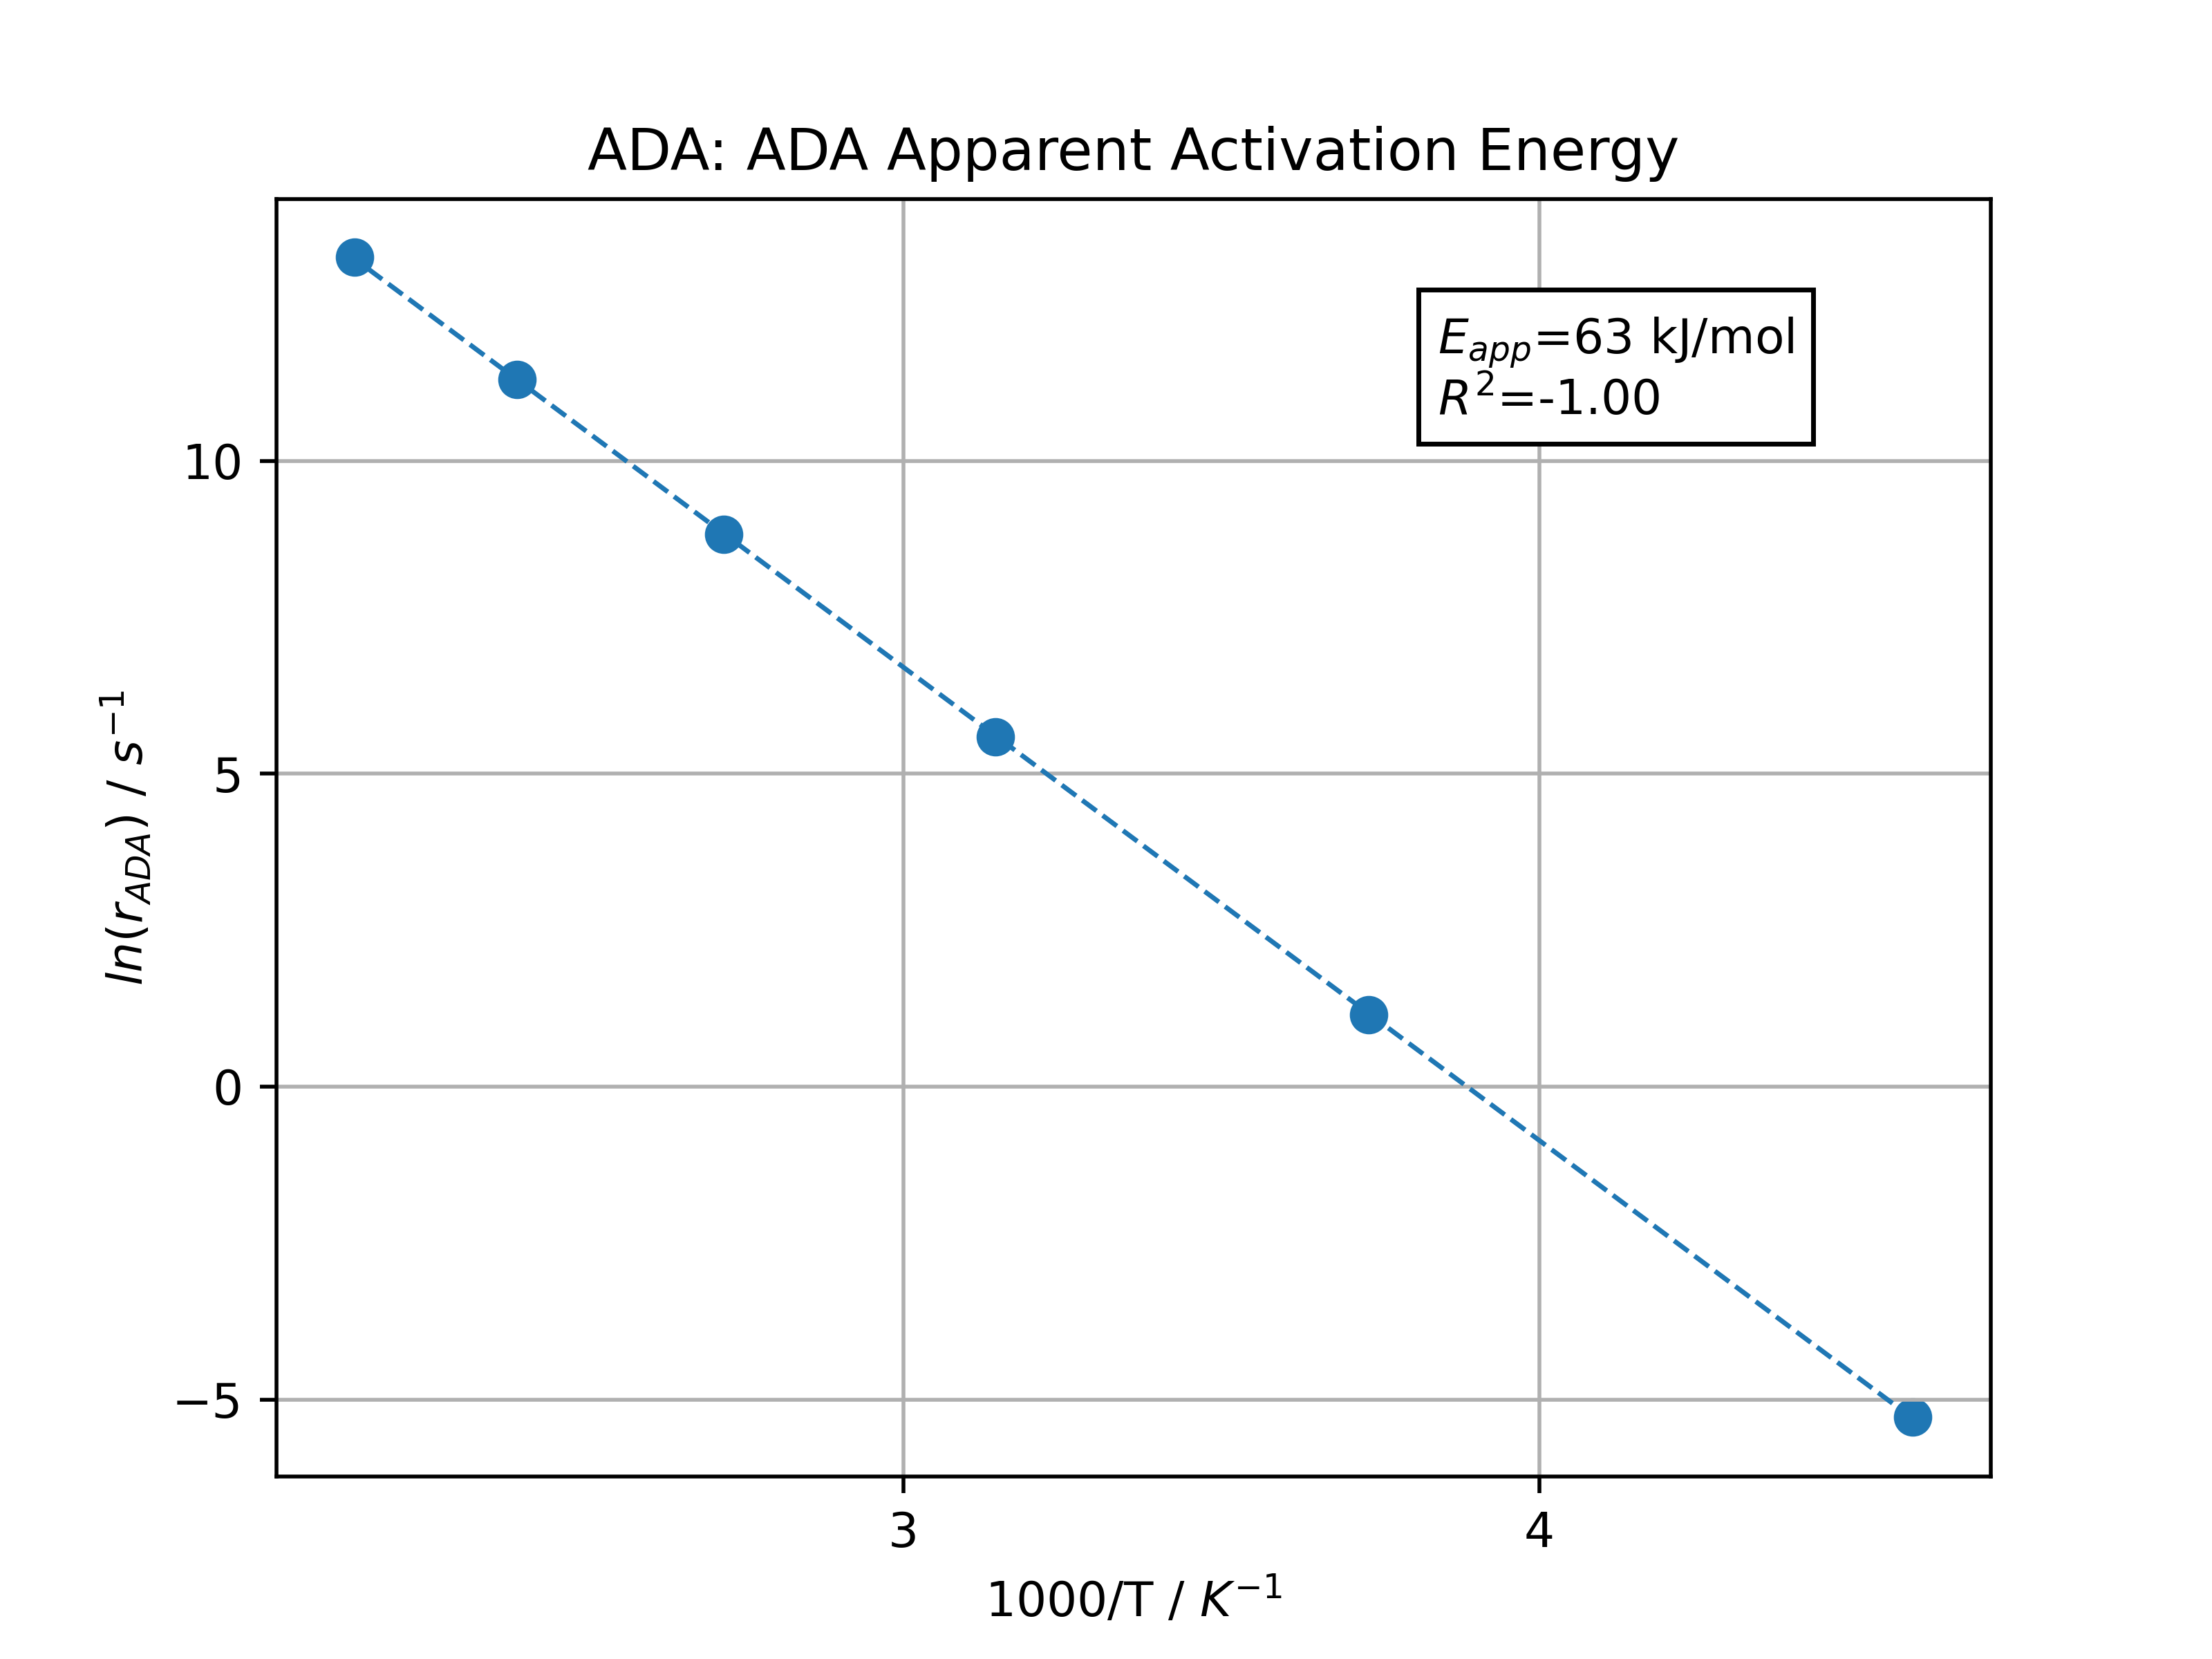 ADA: ADA Apparent Activation Energy
E_app=63 kJ/mol
R²=-1.00
10
5
0
−5
ln(r_ADA) / s⁻¹
3 4
1000/T / K⁻¹